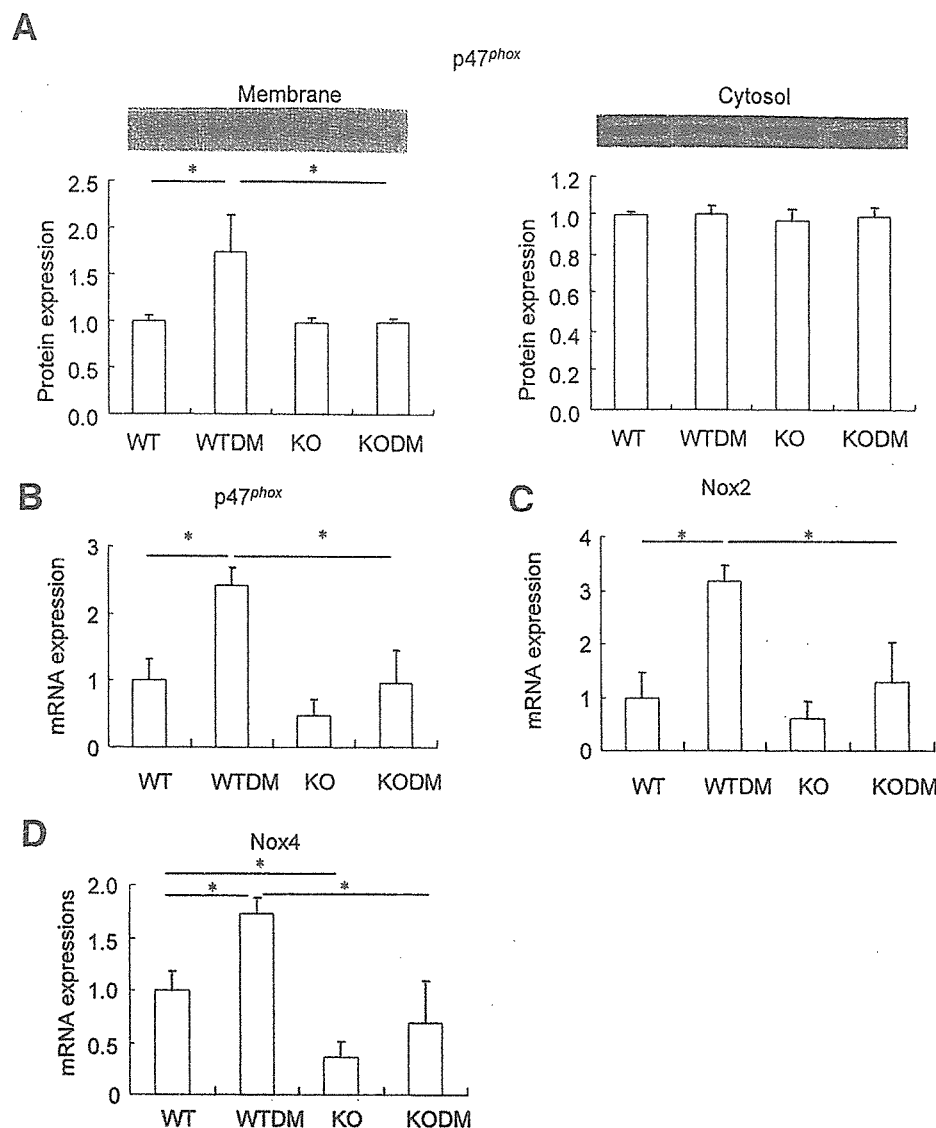 A
p47phox
Membrane
Cytosol
*
*
2.5
2.0
1.5
1.0
0.5
0.0
Protein expression
WT WTDM KO KODM
1.2
1.0
0.8
0.6
0.4
0.2
0.0
Protein expression
WT WTDM KO KODM
B
p47phox
*
*
3
2
1
0
mRNA expression
WT WTDM KO KODM
C
Nox2
*
*
4
3
2
1
0
mRNA expression
WT WTDM KO KODM
D
Nox4
*
*
*
2.0
1.5
1.0
0.5
0
mRNA expressions
WT WTDM KO KODM